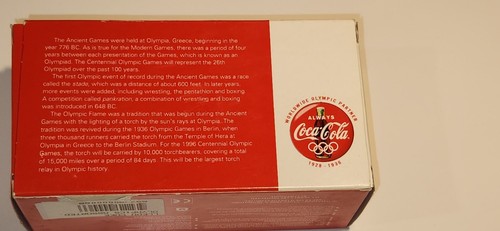 The Ancient Games were held at Olympia, Greece, beginning in
the year 776 BC. As is true for the Modern Games, there was a period of four
years between each presentation of the Games, which is known as an
Olympiad. The Centennial Olympic Games will represent the 26th
Olympiad over the past 100 years.
The first Olympic event of record during the Ancient Games was a race
called the stade, which was a distance of about 600 feet. In later years,
more events were added, including wrestling, the pentathlon and boxing.
A competition called pankration, a combination of wrestling and boxing
was introduced in 648 BC.
The Olympic Flame was a tradition that was begun during the Ancient
Games with the lighting of a torch by the sun's rays at Olympia. The
tradition was revived during the 1936 Olympic Games in Berlin, when
three thousand runners carried the torch from the Temple of Hera at
Olympia in Greece to the Berlin Stadium. For the 1996 Centennial Olympic
Games, the torch will be carried by 10,000 torchbearers, covering a total
of 15,000 miles over a period of 84 days. This will be the largest torch
relay in Olympic history.
WORLDWIDE OLYMPIC PARTNER
ALWAYS
Coca-Cola
1928 - 1996